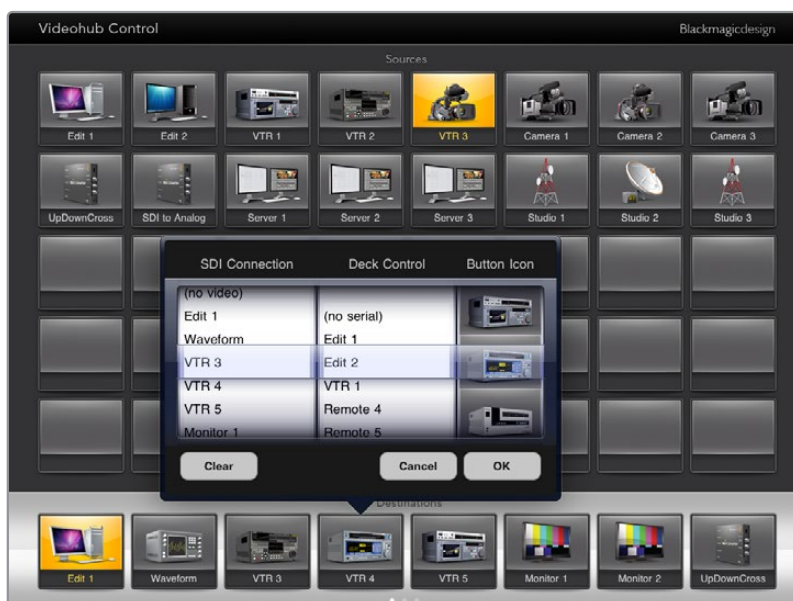 Videohub Control
Blackmagicdesign
Sources
Edit 1
Edit 2
VTR 1
VTR 2
VTR 3
Camera 1
Camera 2
Camera 3
UpDownCross
SDI to Analog
Server 1
Server 2
Server 3
Studio 1
Studio 2
Studio 3
SDI Connection
Deck Control
Button Icon
(no video)
Edit 1
(no serial)
Waveform
Edit 1
VTR 3
Edit 2
VTR 4
VTR 1
VTR 5
Remote 4
Monitor 1
Remote 5
Clear
Cancel
OK
Destinations
Edit 1
Waveform
VTR 3
VTR 4
VTR 5
Monitor 1
Monitor 2
UpDownCross